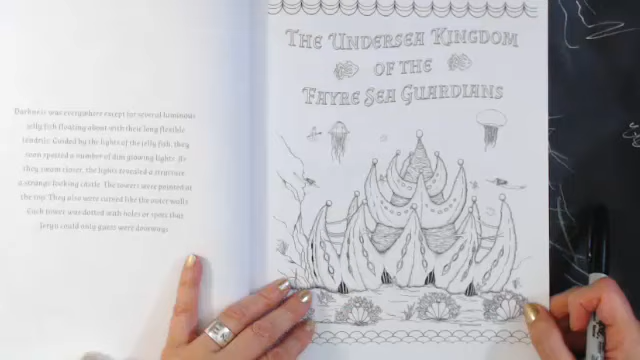 Darkness was everywhere except for several luminous
jelly fish floating about with their long flexible
tendrils. Guided by the lights of the jelly fish, they
soon spotted a number of dim glowing lights. As
they swam closer, the lights revealed a structure
a strange looking castle. The towers were pointed at
the top. They also were curved like the outer walls.
Each tower was dotted with holes or spots that
Jeryn could only guess were doorways.
The Undersea Kingdom
of the
Fayre Sea Guardians